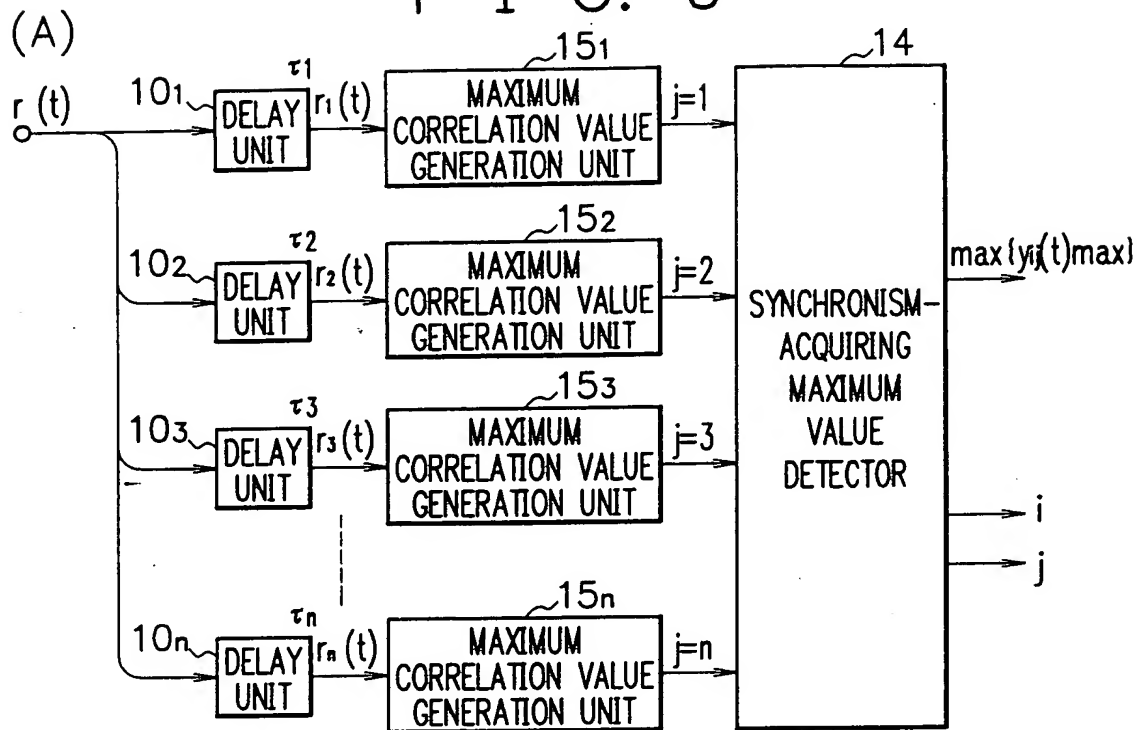 (A)
r (t)
10₁
τ1
DELAY
UNIT
r₁(t)
15₁
MAXIMUM
CORRELATION VALUE
GENERATION UNIT
j=1
10₂
τ2
DELAY
UNIT
r₂(t)
15₂
MAXIMUM
CORRELATION VALUE
GENERATION UNIT
j=2
10₃
τ3
DELAY
UNIT
r₃(t)
15₃
MAXIMUM
CORRELATION VALUE
GENERATION UNIT
j=3
10n
τn
DELAY
UNIT
rn(t)
15n
MAXIMUM
CORRELATION VALUE
GENERATION UNIT
j=n
14
SYNCHRONISM-
ACQUIRING
MAXIMUM
VALUE
DETECTOR
max{yij(t)max}
i
j